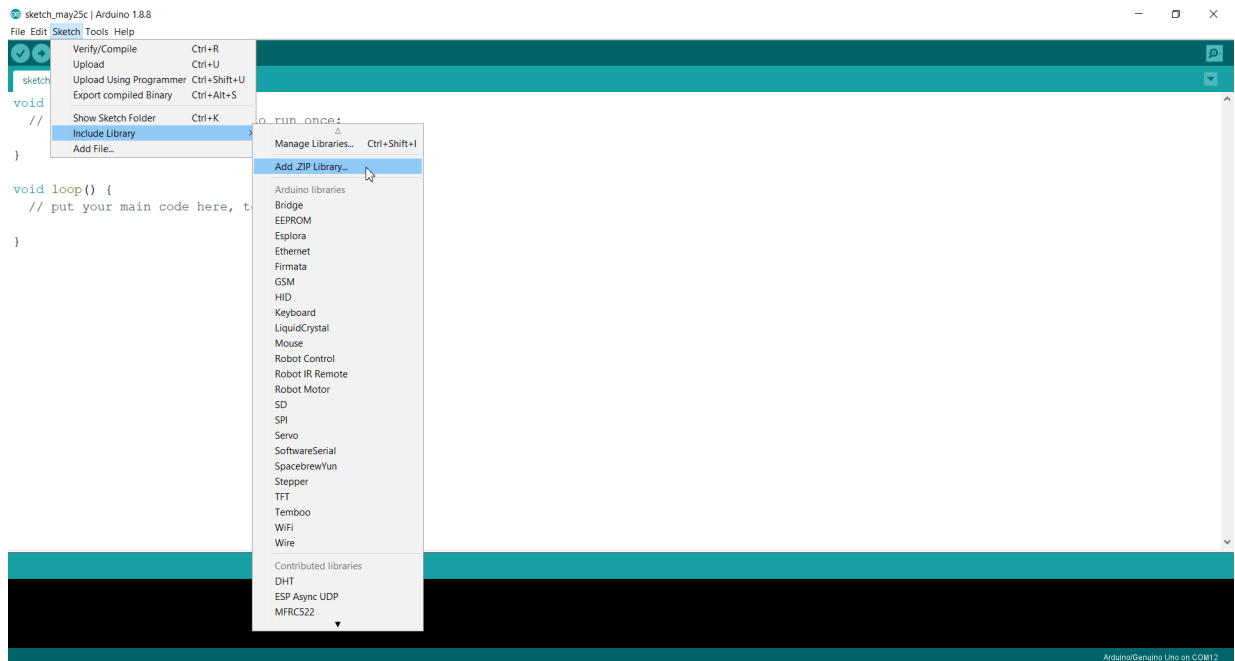 sketch_may25c | Arduino 1.8.8
File Edit Sketch Tools Help
Verify/Compile Ctrl+R
Upload Ctrl+U
Upload Using Programmer Ctrl+Shift+U
Export compiled Binary Ctrl+Alt+S
Show Sketch Folder Ctrl+K
Include Library
Add File...
sketch
void
// o run once:
}
void loop() {
// put your main code here, t
}
Manage Libraries... Ctrl+Shift+I
Add .ZIP Library...
Arduino libraries
Bridge
EEPROM
Esplora
Ethernet
Firmata
GSM
HID
Keyboard
LiquidCrystal
Mouse
Robot Control
Robot IR Remote
Robot Motor
SD
SPI
Servo
SoftwareSerial
SpacebrewYun
Stepper
TFT
Temboo
WiFi
Wire
Contributed libraries
DHT
ESP Async UDP
MFRC522
Arduino/Genuino Uno on COM12